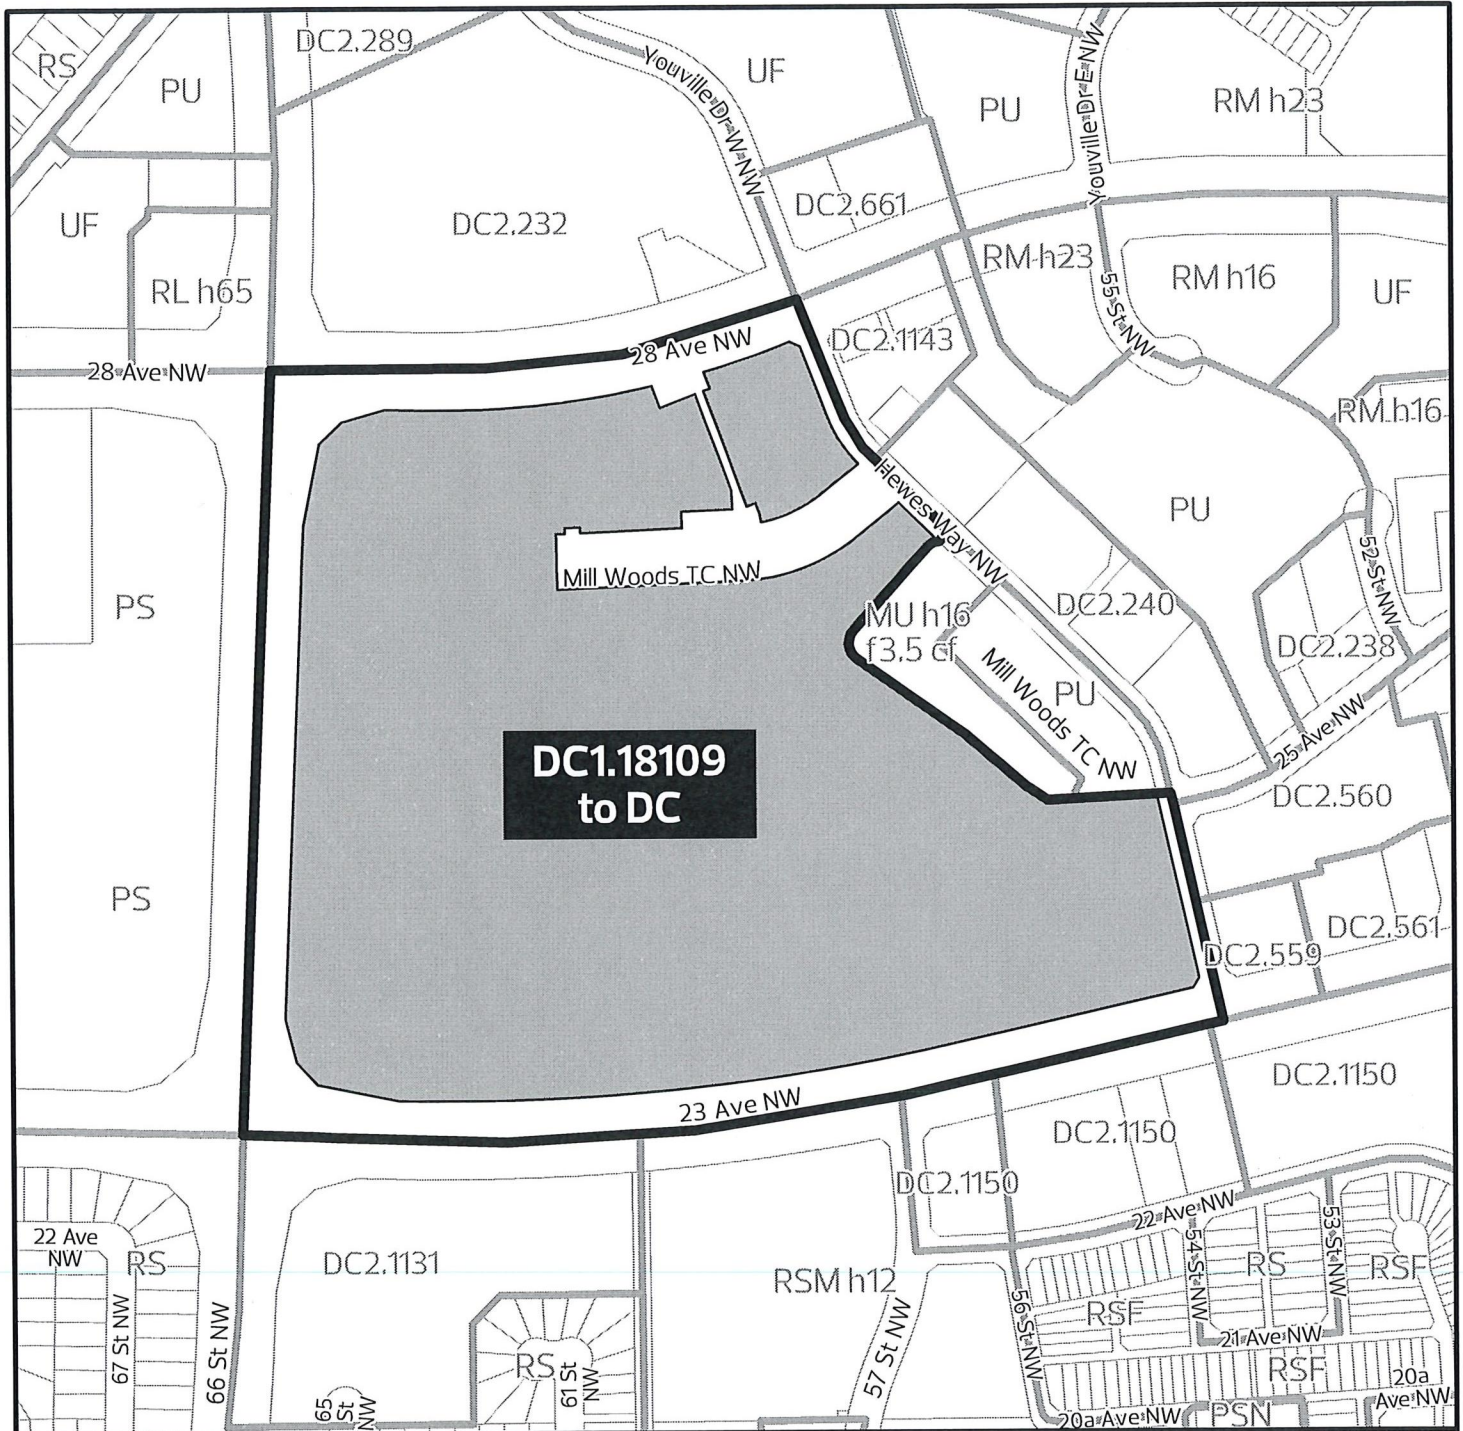 RS
PU
DC2.289
Youville Dr W NW
UF
PU
Youville Dr E NW
RM h23
UF
DC2.232
DC2.661
RL h65
RM h23
55 St NW
RM h16
UF
28 Ave NW
28 Ave NW
DC2.1143
RM h16
Hewes Way NW
PU
52 St NW
PS
Mill Woods TC NW
MU h16
f3.5 cf
DC2.240
DC2.238
Mill Woods TC NW
PU
25 Ave NW
DC1.18109
to DC
DC2.560
PS
DC2.561
DC2.559
23 Ave NW
DC2.1150
DC2.1150
DC2.1150
22 Ave NW
22 Ave
NW
RS
67 St NW
66 St NW
DC2.1131
RSM h12
57 St NW
56 St NW
54 St NW
53 St NW
RS
RSF
RSF
21 Ave NW
RS
61 St
NW
65
St
NW
RSF
20a
Ave NW
20a Ave NW
PSN